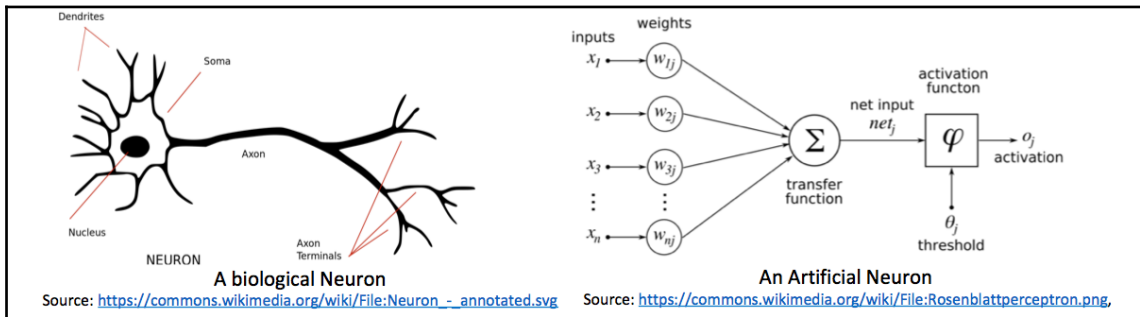 Dendrites
Soma
Axon
Nucleus
Axon
Terminals
NEURON
A biological Neuron
Source: https://commons.wikimedia.org/wiki/File:Neuron_-_annotated.svg
weights
inputs
x1 w1j
x2 w2j
x3 w3j
⋮ ⋮
xn wnj
Σ
transfer
function
net input
netj
activation
functon
φ
oj
activation
θj
threshold
An Artificial Neuron
Source: https://commons.wikimedia.org/wiki/File:Rosenblattperceptron.png,